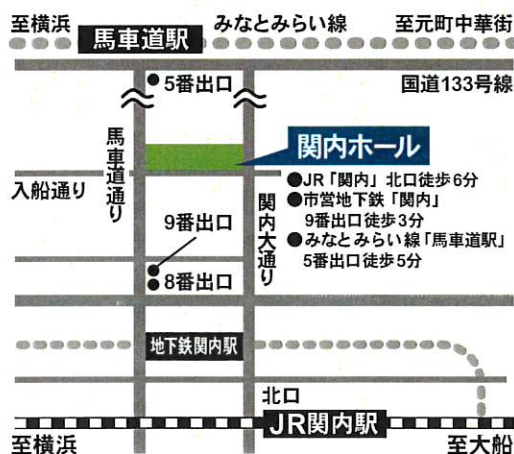 至横浜
みなとみらい線
至元町中華街
馬車道駅
5番出口
国道133号線
馬車道通り
関内ホール
●JR「関内」北口徒歩6分
●市営地下鉄「関内」
9番出口徒歩3分
●みなとみらい線「馬車道駅」
5番出口徒歩5分
入船通り
関内大通り
9番出口
8番出口
地下鉄関内駅
北口
JR関内駅
至横浜
至大船